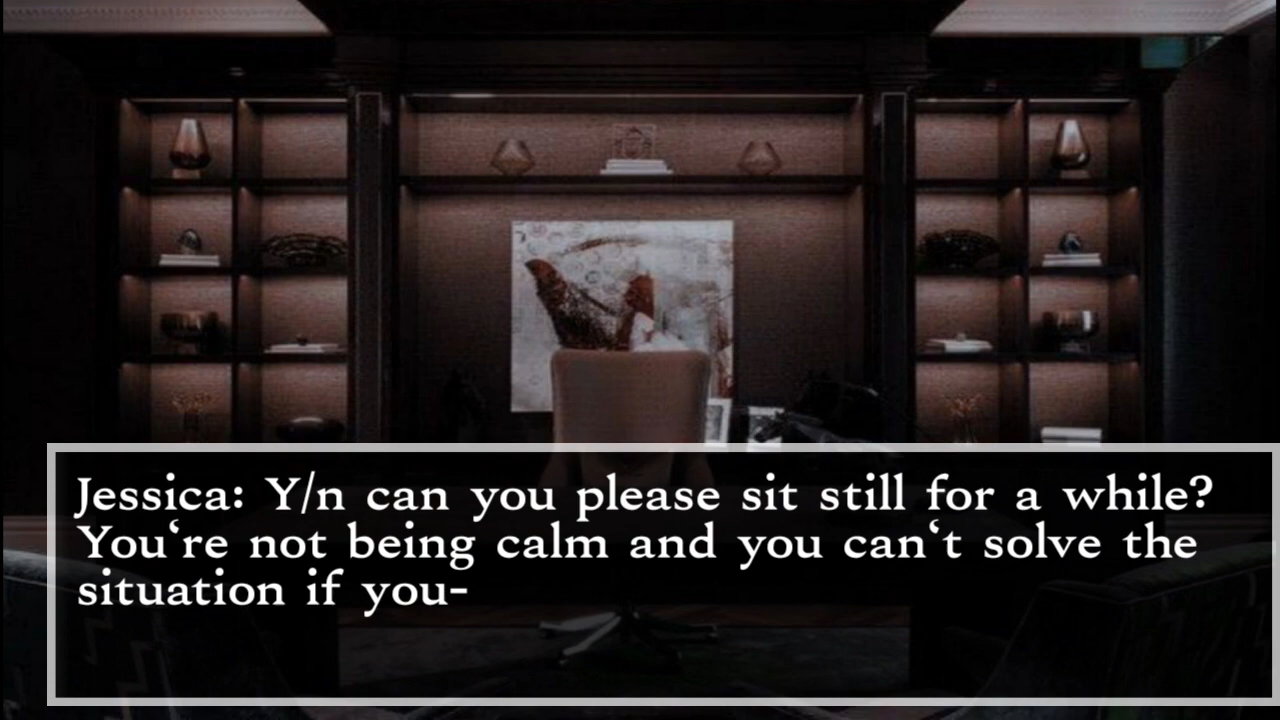 Jessica: Y/n can you please sit still for a while?
You‘re not being calm and you can‘t solve the
situation if you-